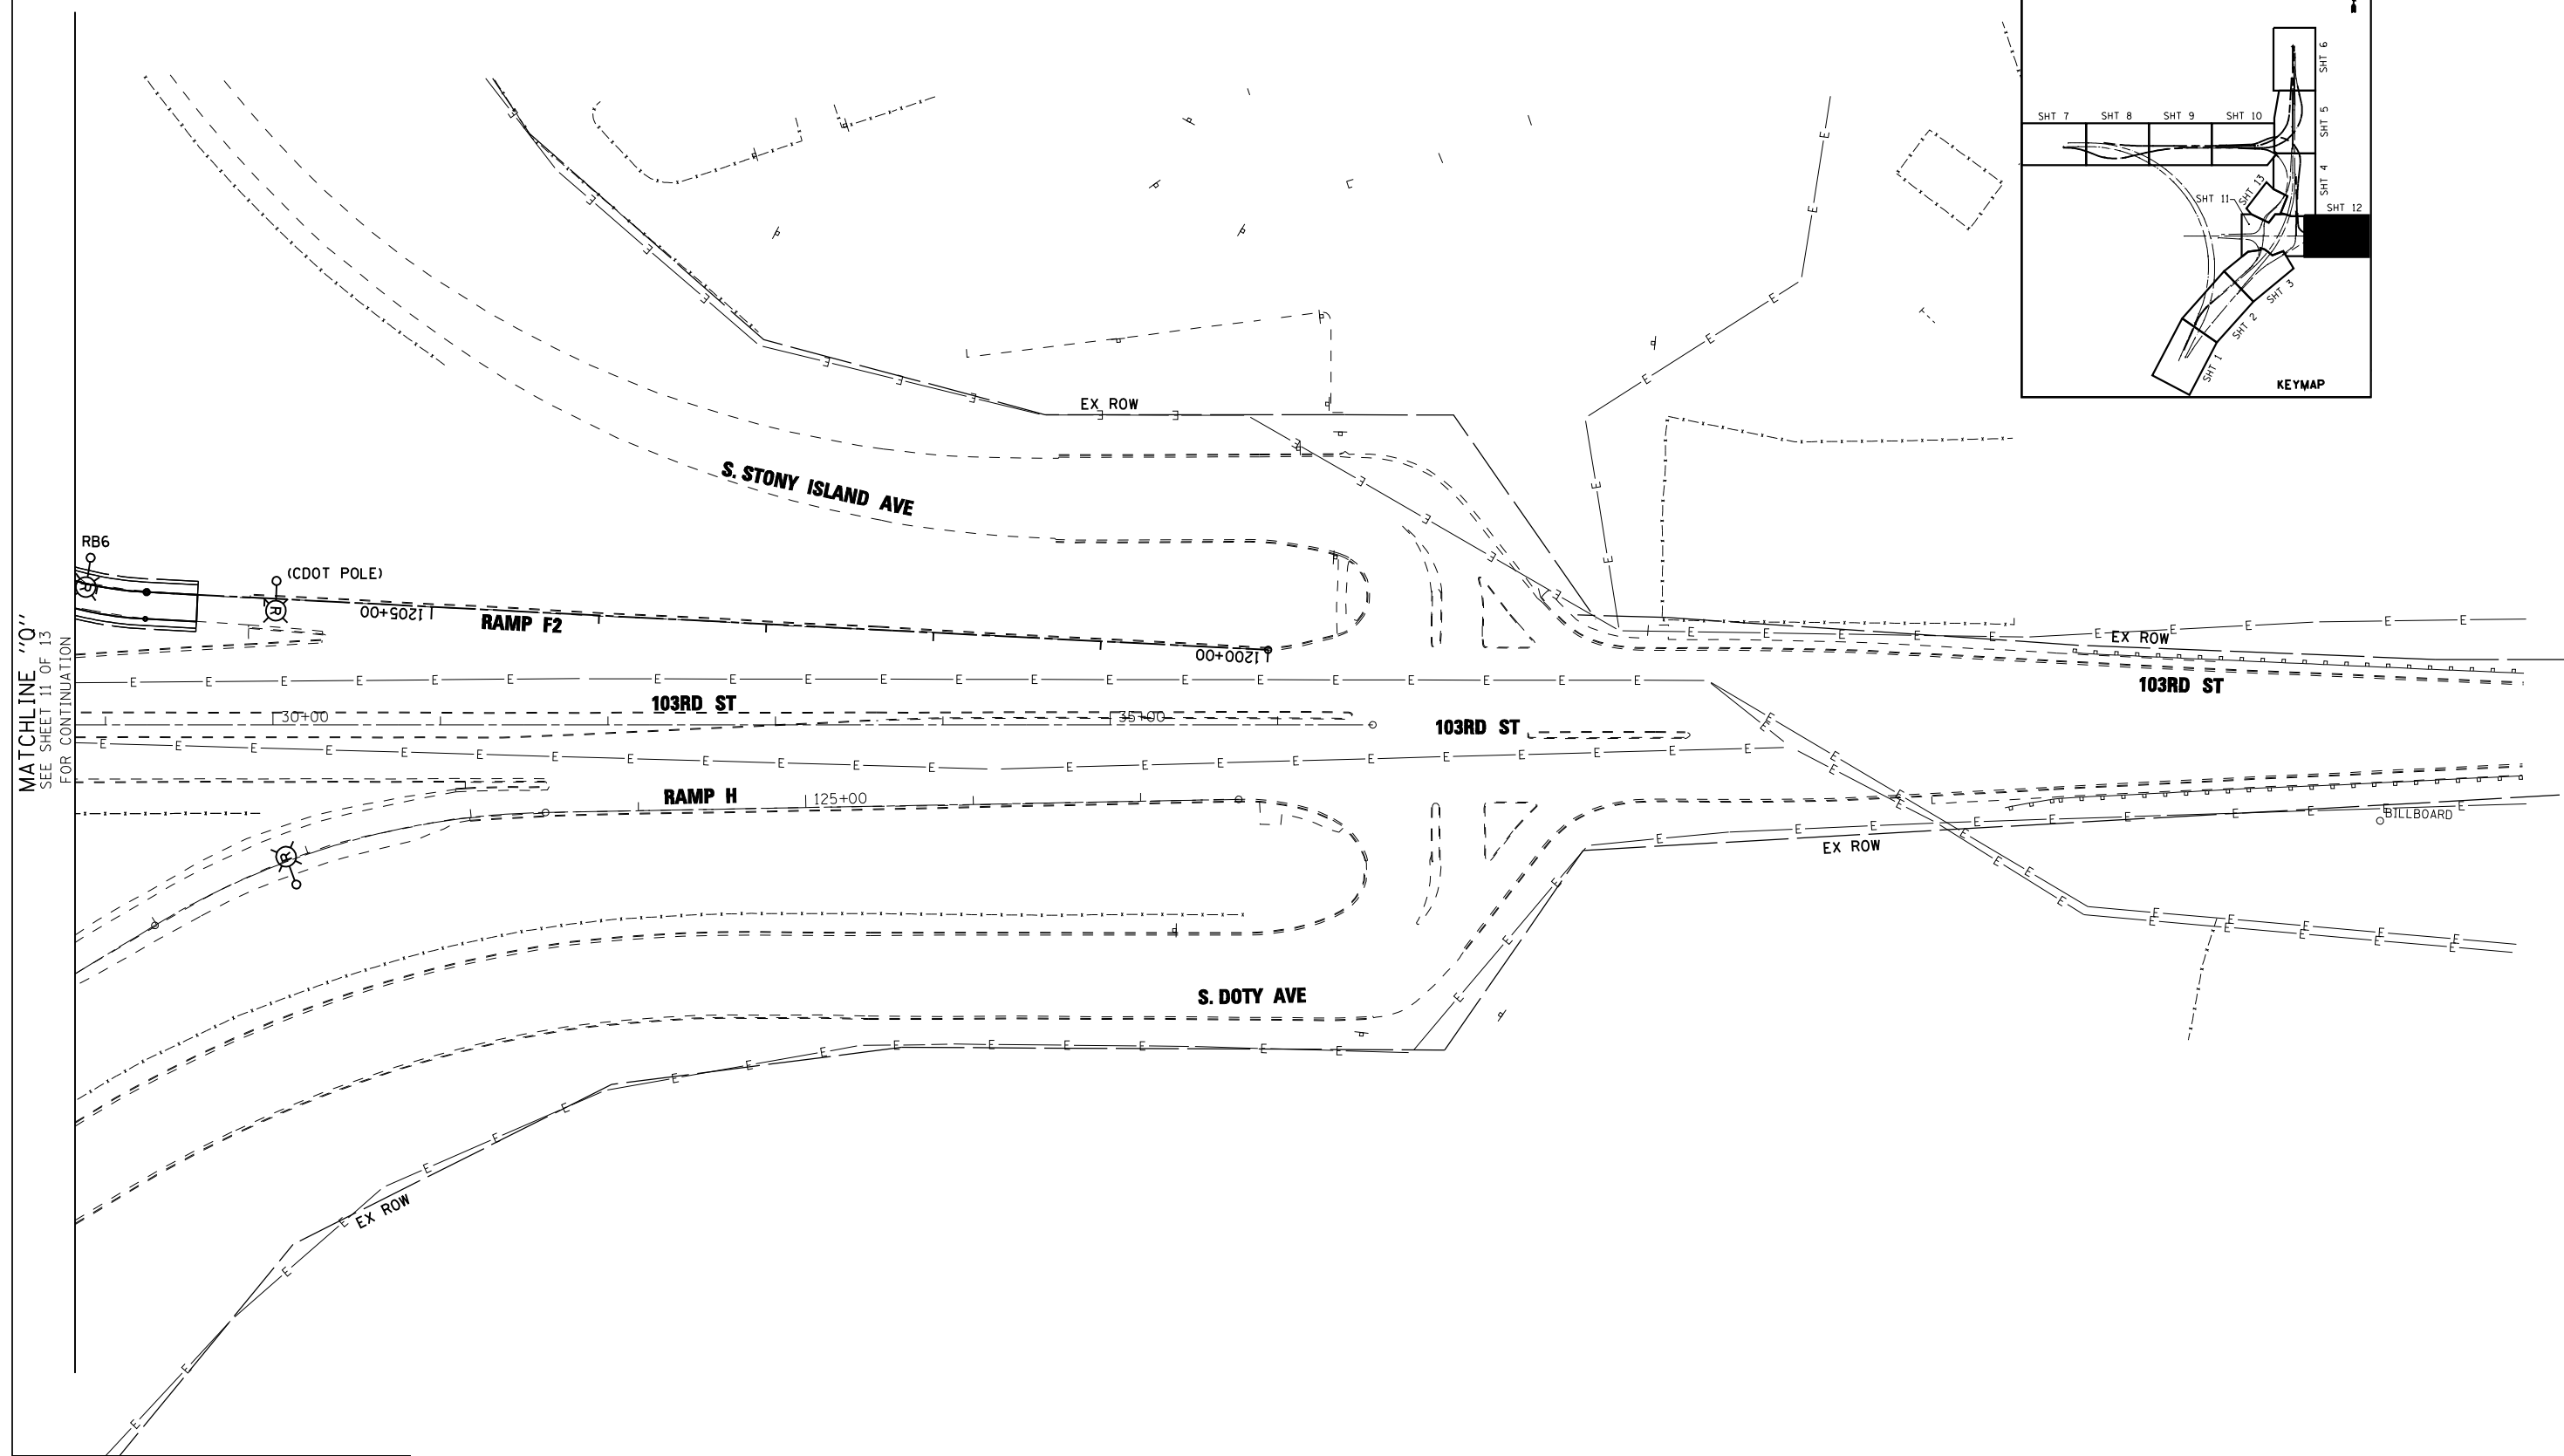 SHT 6
SHT 5
SHT 7
SHT 8
SHT 9
SHT 10
SHT 4
SHT 13
SHT 11
SHT 12
SHT 3
SHT 2
SHT 1
KEYMAP
EX ROW
S. STONY ISLAND AVE
RB6
(CDOT POLE)
R
R
1205+00
RAMP F2
1200+00
EX ROW
103RD ST
MATCHLINE "Q"
SEE SHEET 11 OF 13
FOR CONTINUATION
103RD ST
30+00
35+00
103RD ST
RAMP H
125+00
BILLBOARD
EX ROW
R
S. DOTY AVE
EX ROW